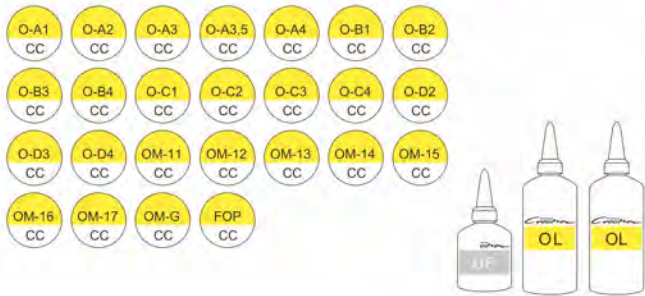 O-A1 O-A2 O-A3 O-A3,5 O-A4 O-B1 O-B2
CC CC CC CC CC CC CC
O-B3 O-B4 O-C1 O-C2 O-C3 O-C4 O-D2
CC CC CC CC CC CC CC
O-D3 O-D4 OM-11 OM-12 OM-13 OM-14 OM-15
CC CC CC CC CC CC CC
OM-16 OM-17 OM-G FOP
CC CC CC CC
Creation Creation
OL OL